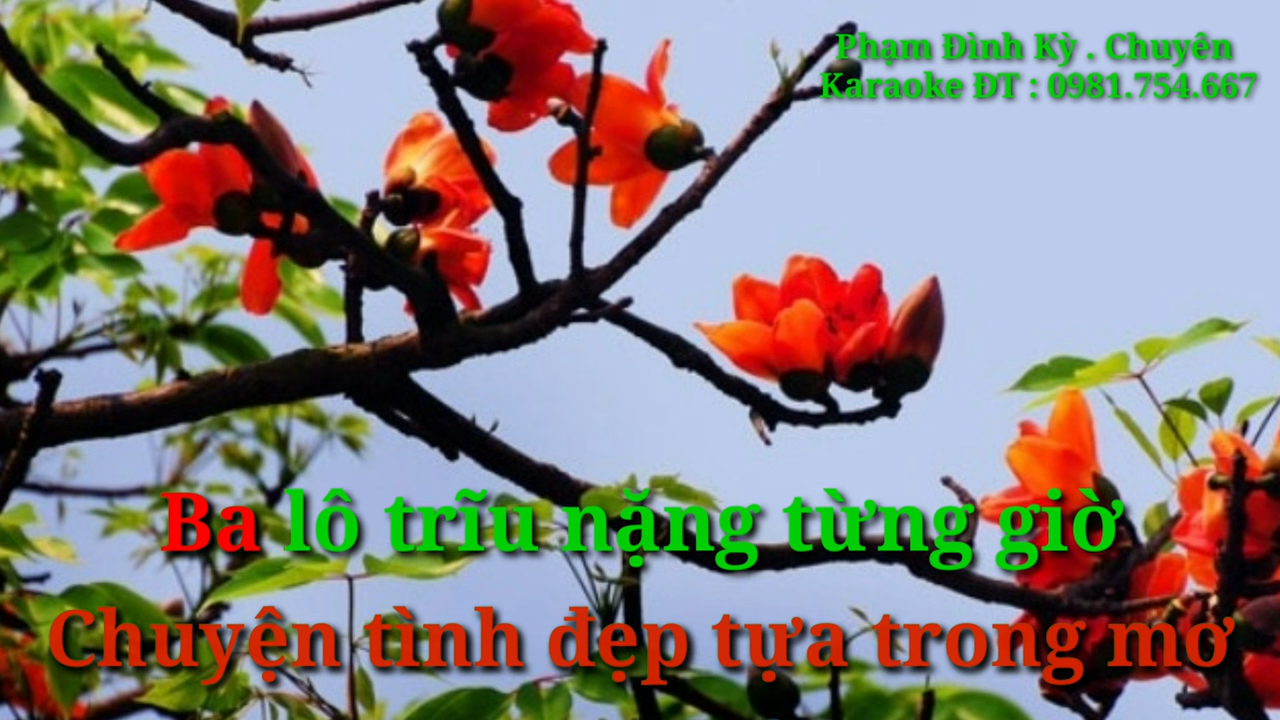 Phạm Đình Kỳ . Chuyên
Karaoke ĐT : 0981.754.667
Ba lô trĩu nặng từng giờ
Chuyện tình đẹp tựa trong mơ